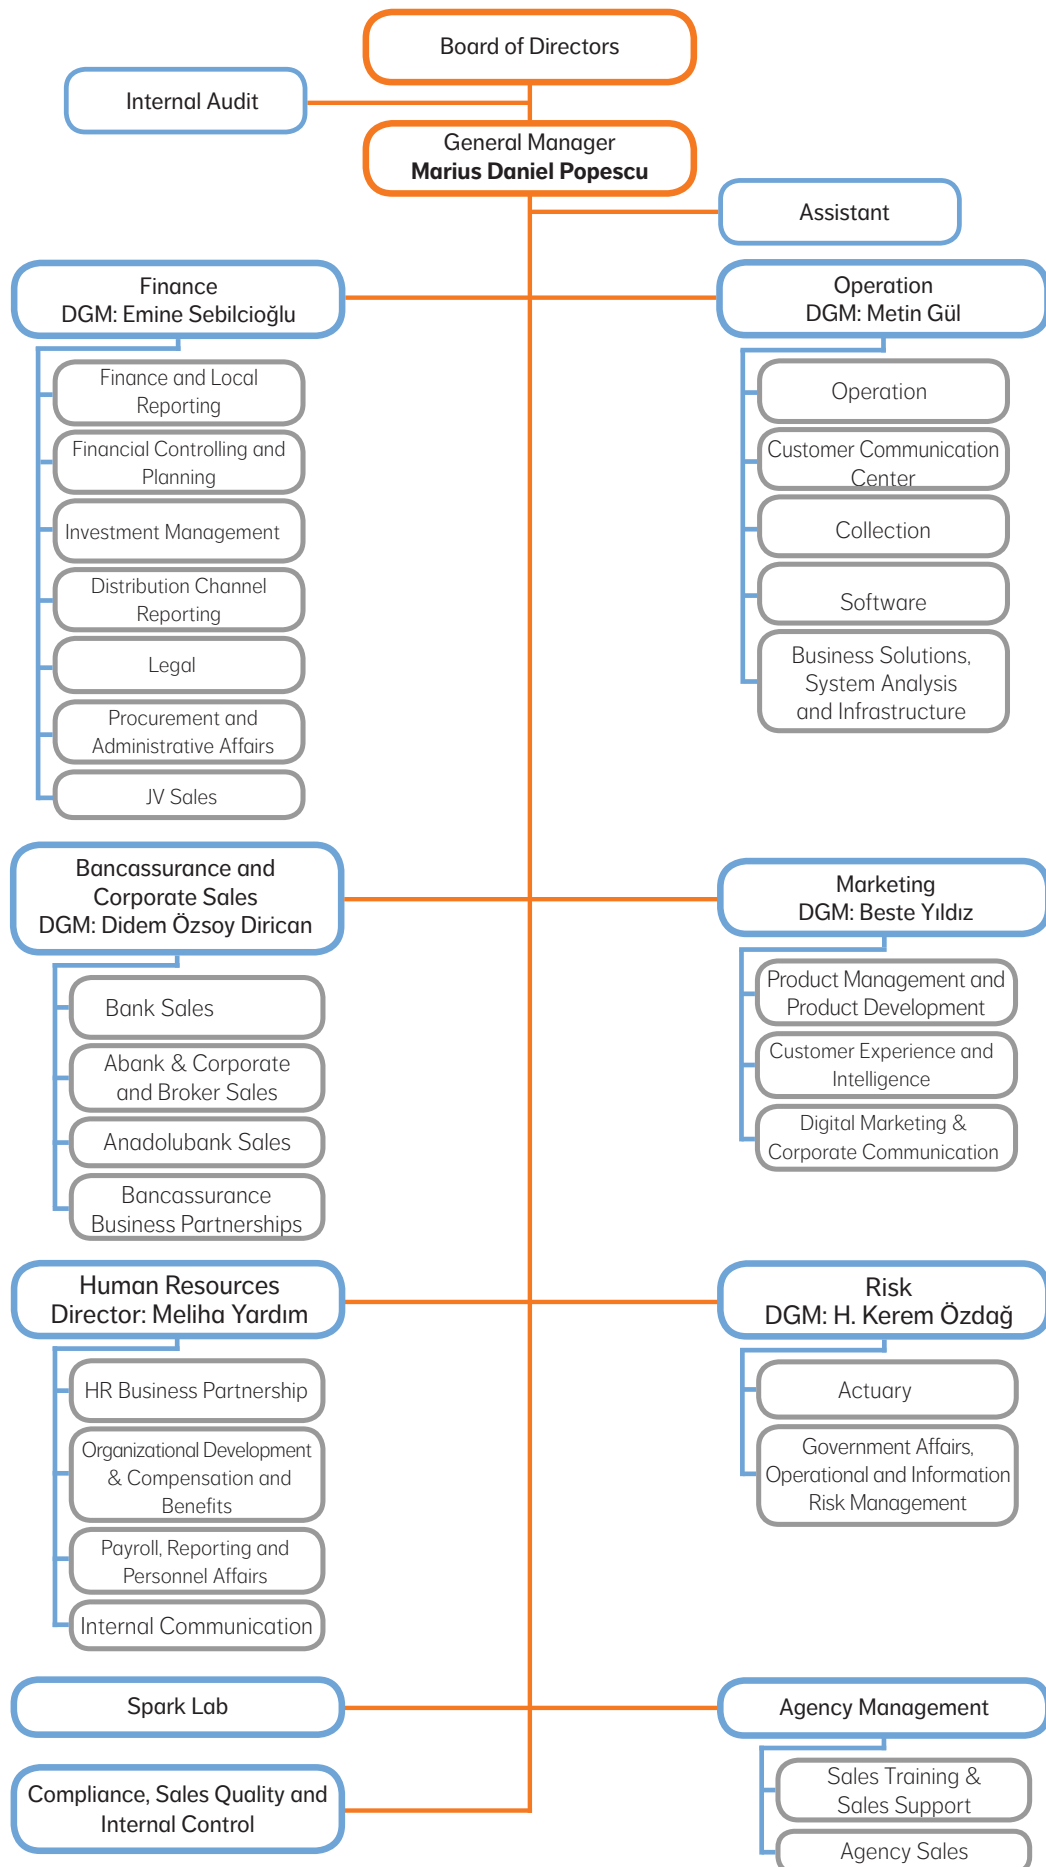 Board of Directors
Internal Audit
General Manager
Marius Daniel Popescu
Assistant
Finance
DGM: Emine Sebilcioğlu
Finance and Local
Reporting
Financial Controlling and
Planning
Investment Management
Distribution Channel
Reporting
Legal
Procurement and
Administrative Affairs
JV Sales
Operation
DGM: Metin Gül
Operation
Customer Communication
Center
Collection
Software
Business Solutions,
System Analysis
and Infrastructure
Bancassurance and
Corporate Sales
DGM: Didem Özsoy Dirican
Bank Sales
Abank & Corporate
and Broker Sales
Anadolubank Sales
Bancassurance
Business Partnerships
Marketing
DGM: Beste Yıldız
Product Management and
Product Development
Customer Experience and
Intelligence
Digital Marketing &
Corporate Communication
Human Resources
Director: Meliha Yardım
HR Business Partnership
Organizational Development
& Compensation and
Benefits
Payroll, Reporting and
Personnel Affairs
Internal Communication
Risk
DGM: H. Kerem Özdağ
Actuary
Government Affairs,
Operational and Information
Risk Management
Spark Lab
Agency Management
Sales Training &
Sales Support
Agency Sales
Compliance, Sales Quality and
Internal Control